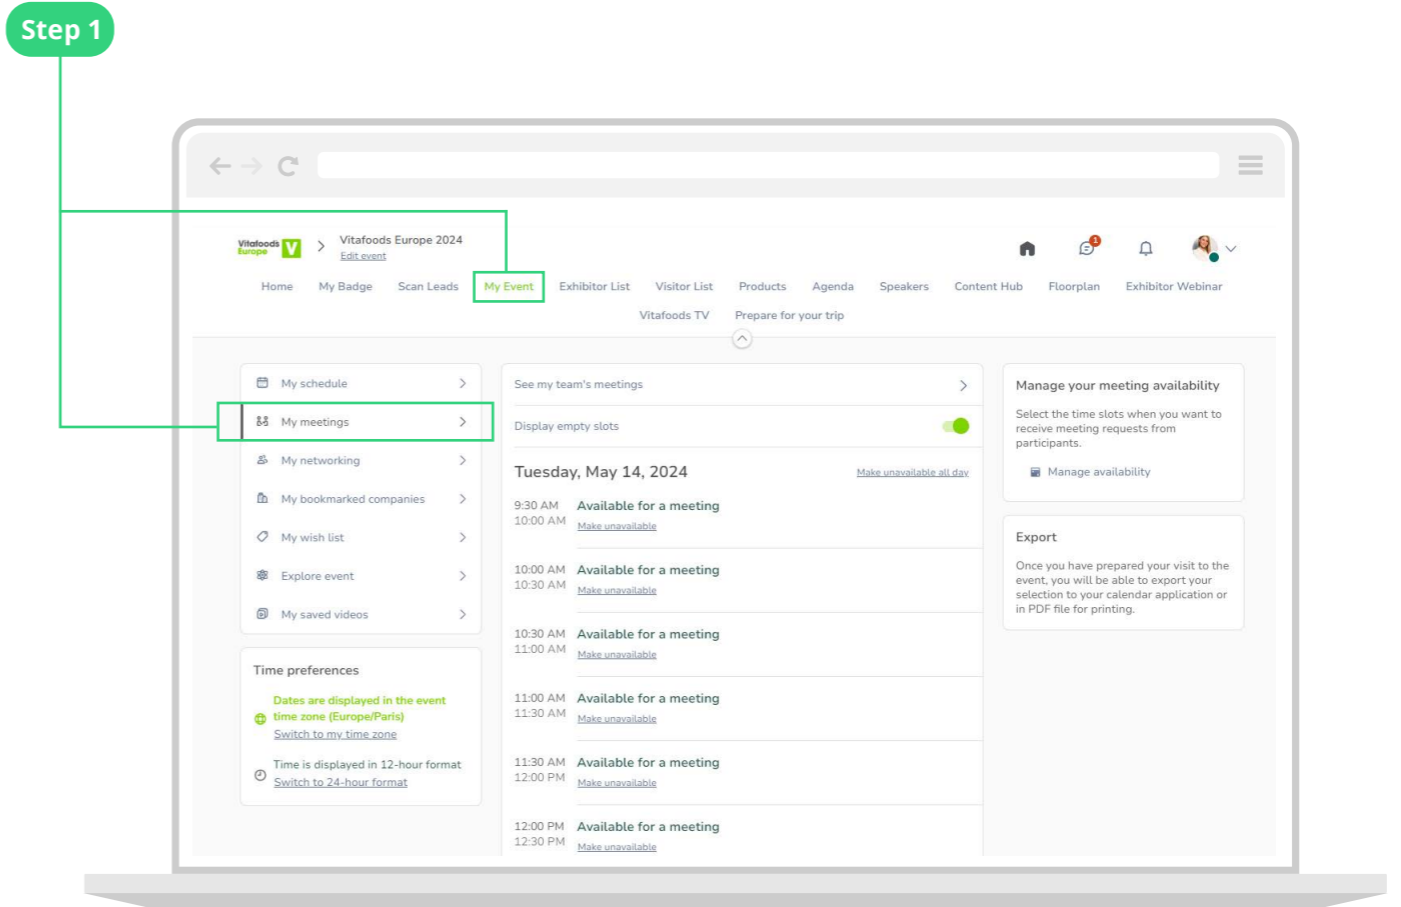 Step 1
Vitafoods
Europe
Vitafoods Europe 2024
Edit event
1
Home My Badge Scan Leads My Event Exhibitor List Visitor List Products Agenda Speakers Content Hub Floorplan Exhibitor Webinar
Vitafoods TV Prepare for your trip
My schedule
My meetings
My networking
My bookmarked companies
My wish list
Explore event
My saved videos
Time preferences
Dates are displayed in the event
time zone (Europe/Paris)
Switch to my time zone
Time is displayed in 12-hour format
Switch to 24-hour format
See my team's meetings
Display empty slots
Tuesday, May 14, 2024 Make unavailable all day
9:30 AM Available for a meeting
10:00 AM Make unavailable
10:00 AM Available for a meeting
10:30 AM Make unavailable
10:30 AM Available for a meeting
11:00 AM Make unavailable
11:00 AM Available for a meeting
11:30 AM Make unavailable
11:30 AM Available for a meeting
12:00 PM Make unavailable
12:00 PM Available for a meeting
12:30 PM Make unavailable
Manage your meeting availability
Select the time slots when you want to
receive meeting requests from
participants.
Manage availability
Export
Once you have prepared your visit to the
event, you will be able to export your
selection to your calendar application or
in PDF file for printing.